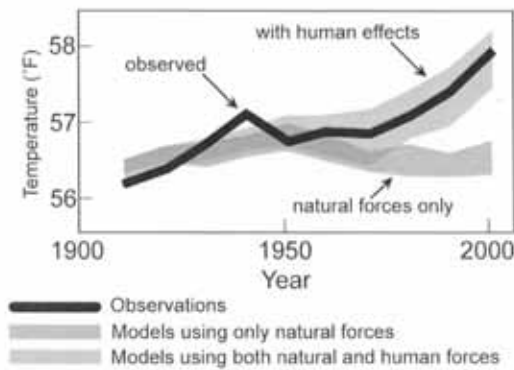 58
57
56
Temperature (°F)
with human effects
observed
natural forces only
1900
1950
2000
Year
Observations
Models using only natural forces
Models using both natural and human forces